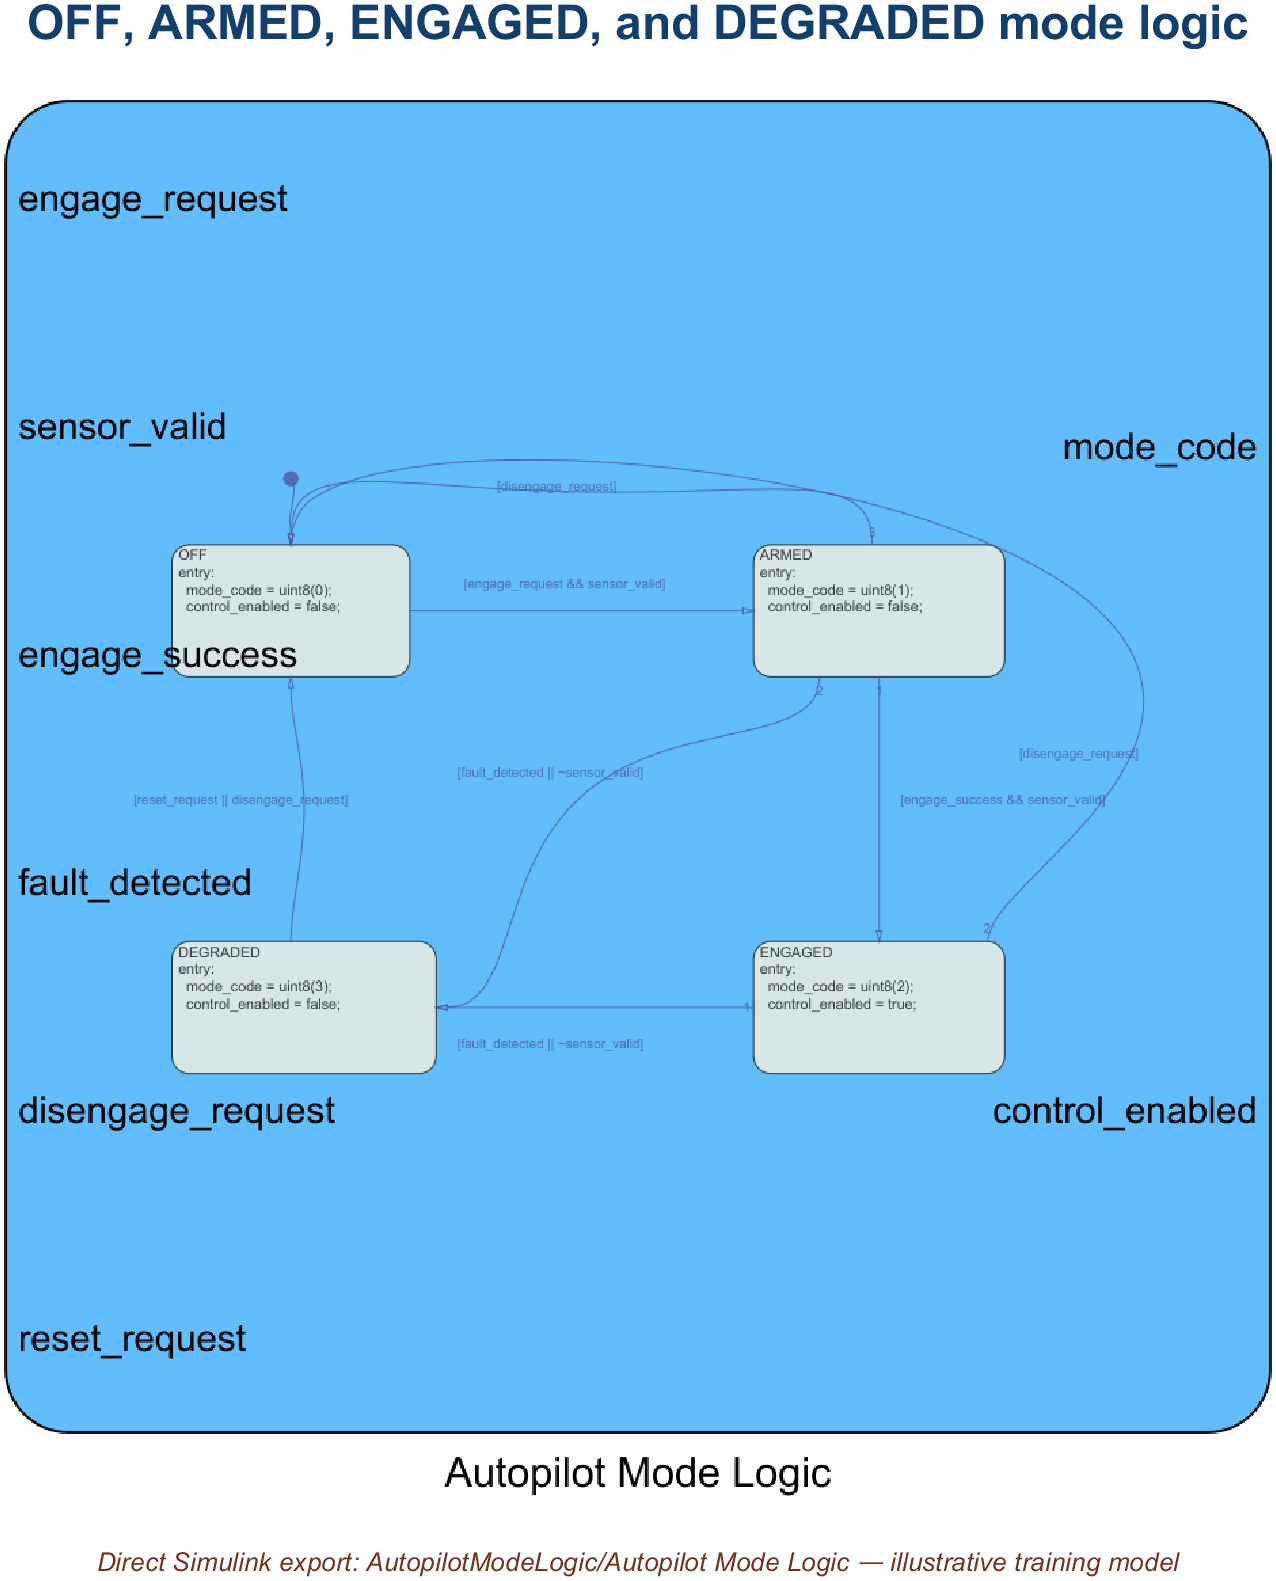 OFF, ARMED, ENGAGED, and DEGRADED mode logic
engage_request
sensor_valid
mode_code
[disengage_request]
3
OFF
entry:
mode_code = uint8(0);
control_enabled = false;
[engage_request && sensor_valid]
ARMED
entry:
mode_code = uint8(1);
control_enabled = false;
engage_success
2
1
[disengage_request]
[fault_detected || ~sensor_valid]
[reset_request || disengage_request]
[engage_success && sensor_valid]
fault_detected
2
DEGRADED
entry:
mode_code = uint8(3);
control_enabled = false;
1
ENGAGED
entry:
mode_code = uint8(2);
control_enabled = true;
[fault_detected || ~sensor_valid]
disengage_request
control_enabled
reset_request
Autopilot Mode Logic
Direct Simulink export: AutopilotModeLogic/Autopilot Mode Logic — illustrative training model